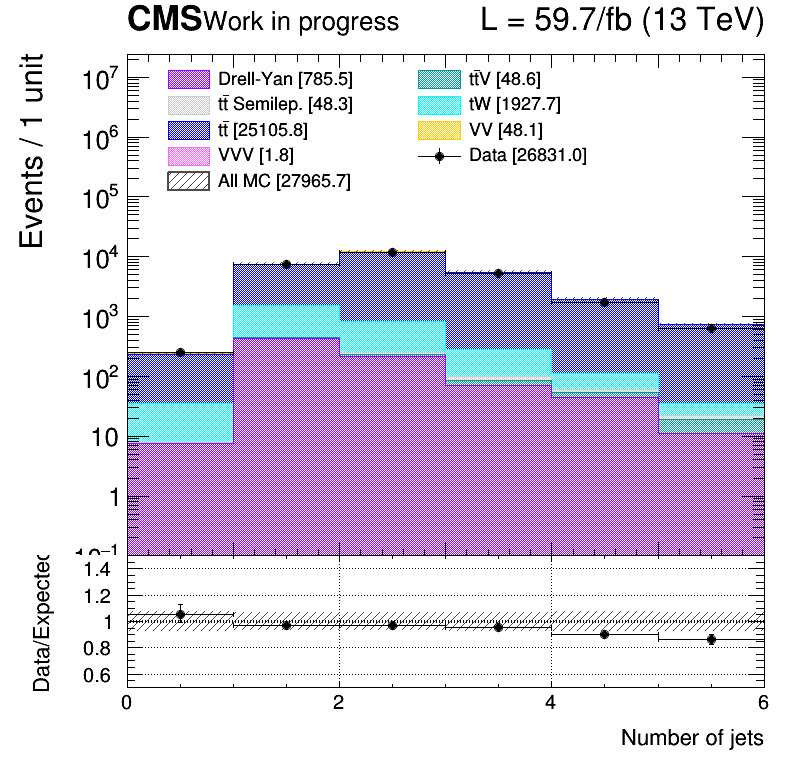 CMS Work in progress L = 59.7/fb (13 TeV)
Events / 1 unit
10⁷
10⁶
10⁵
10⁴
10³
10²
10
1
10⁻¹
Drell-Yan [785.5]
tt̄ Semilep. [48.3]
tt̄ [25105.8]
VVV [1.8]
All MC [27965.7]
tt̄V [48.6]
tW [1927.7]
VV [48.1]
Data [26831.0]
Data/Expected
1.4
1.2
1
0.8
0.6
0 2 4 6
Number of jets